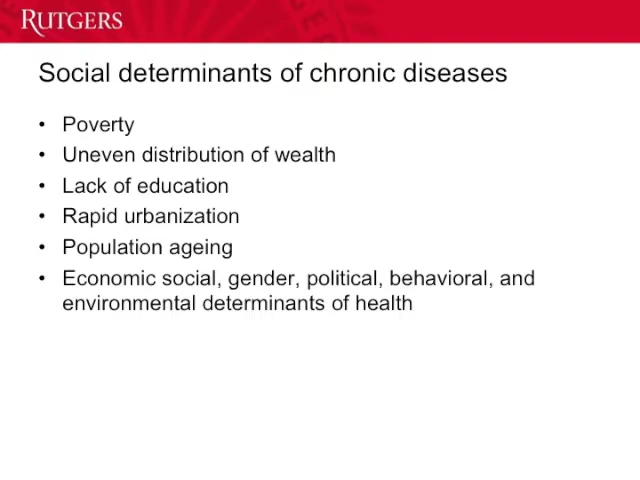 RUTGERS
Social determinants of chronic diseases
• Poverty
• Uneven distribution of wealth
• Lack of education
• Rapid urbanization
• Population ageing
• Economic social, gender, political, behavioral, and
environmental determinants of health